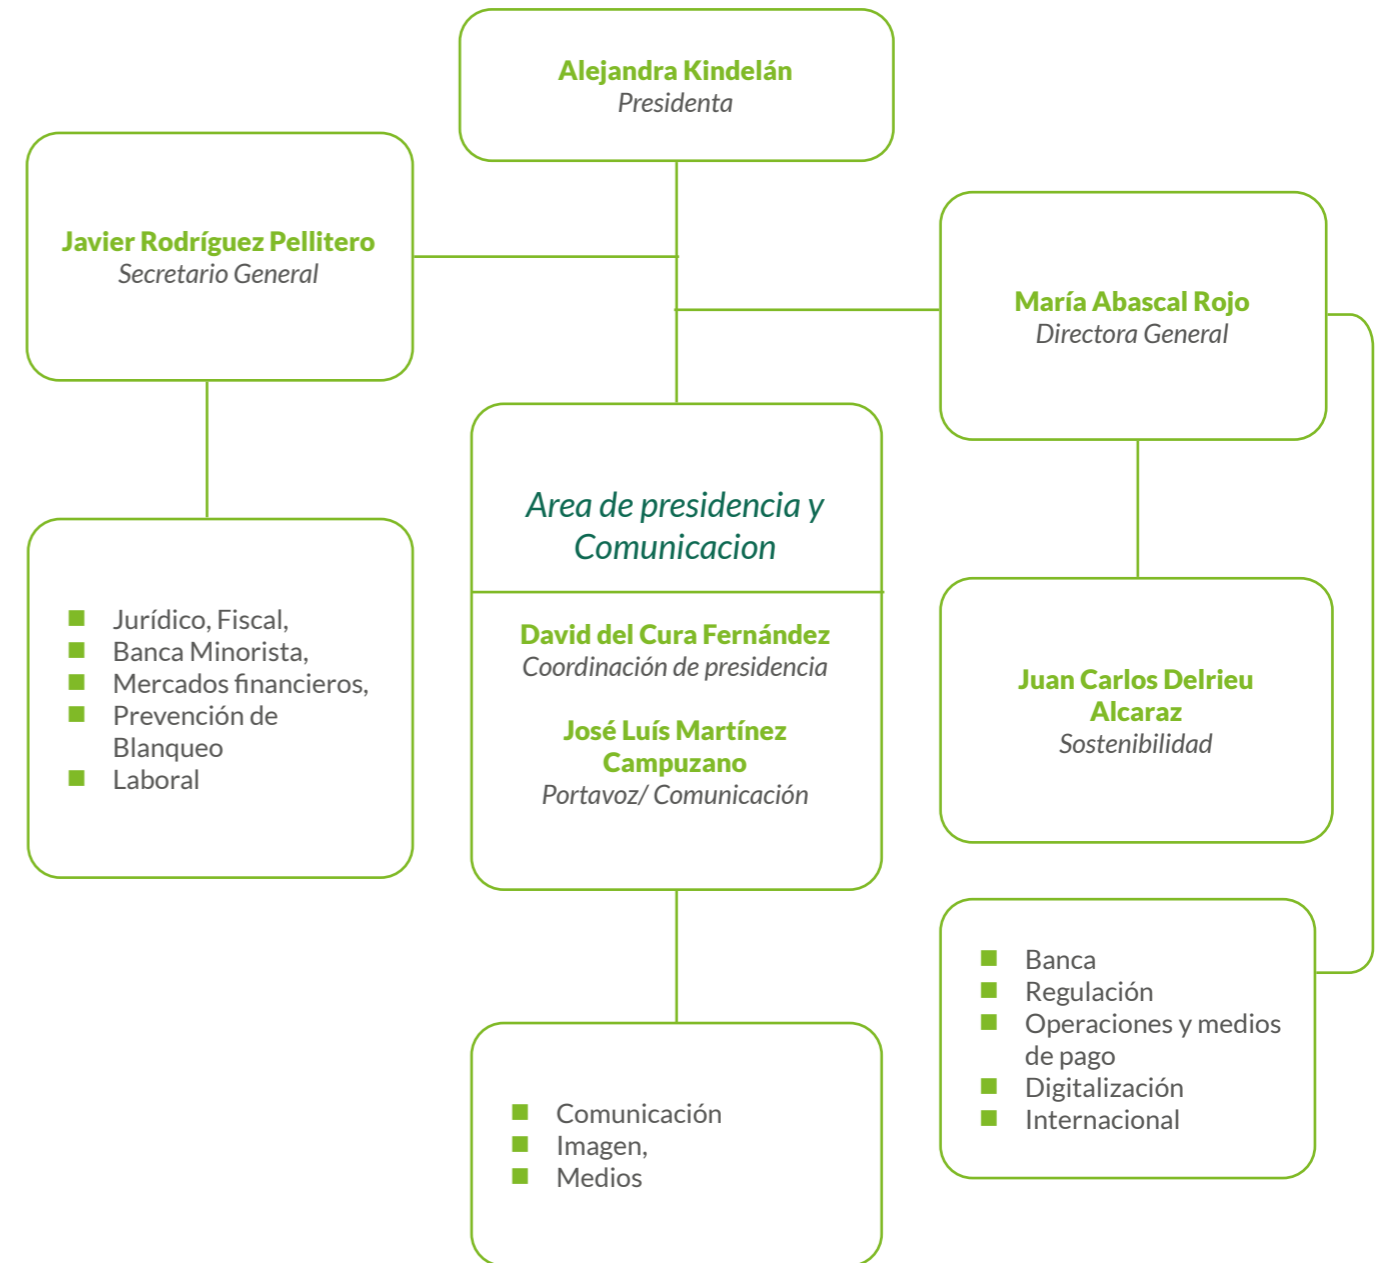 Alejandra Kindelán
Presidenta
Javier Rodríguez Pellitero
Secretario General
María Abascal Rojo
Directora General
Area de presidencia y
Comunicacion
David del Cura Fernández
Coordinación de presidencia
José Luís Martínez
Campuzano
Portavoz/ Comunicación
Jurídico, Fiscal,
Banca Minorista,
Mercados financieros,
Prevención de
Blanqueo
Laboral
Juan Carlos Delrieu
Alcaraz
Sostenibilidad
Banca
Regulación
Operaciones y medios
de pago
Digitalización
Internacional
Comunicación
Imagen,
Medios